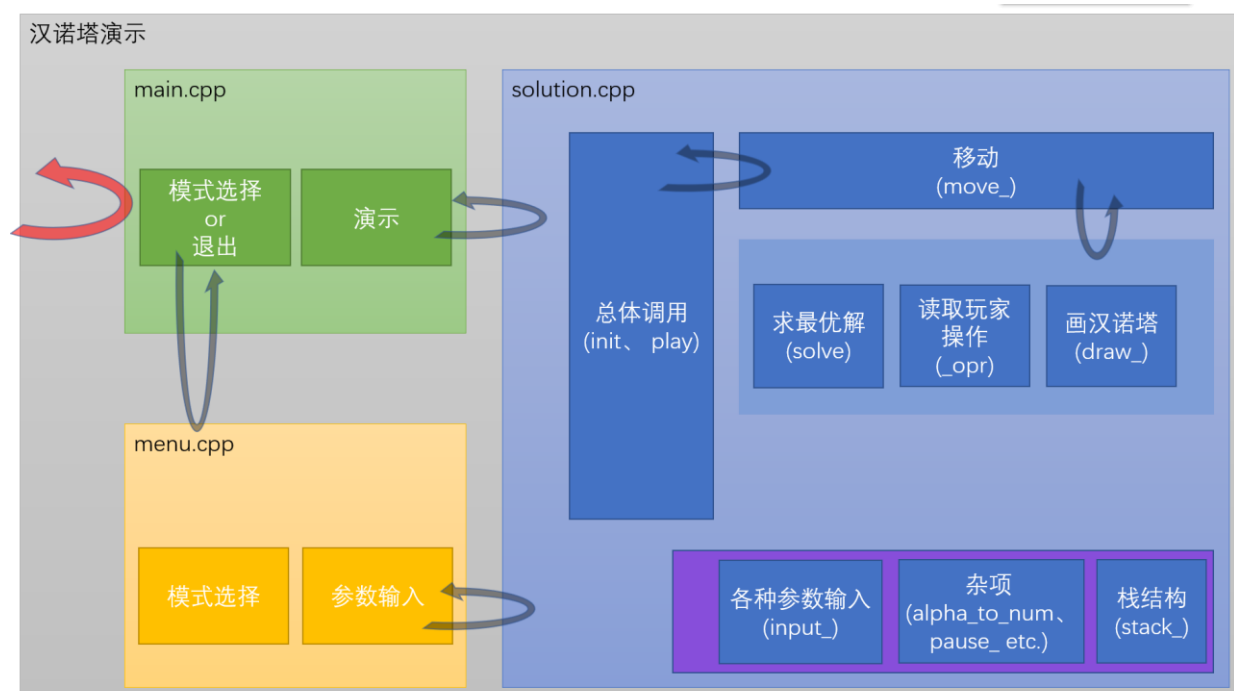 汉诺塔演示
main.cpp
模式选择
or
退出
演示
menu.cpp
模式选择
参数输入
solution.cpp
总体调用
(init、 play)
移动
(move_)
求最优解
(solve)
读取玩家
操作
(_opr)
画汉诺塔
(draw_)
各种参数输入
(input_)
杂项
(alpha_to_num、
pause_ etc.)
栈结构
(stack_)